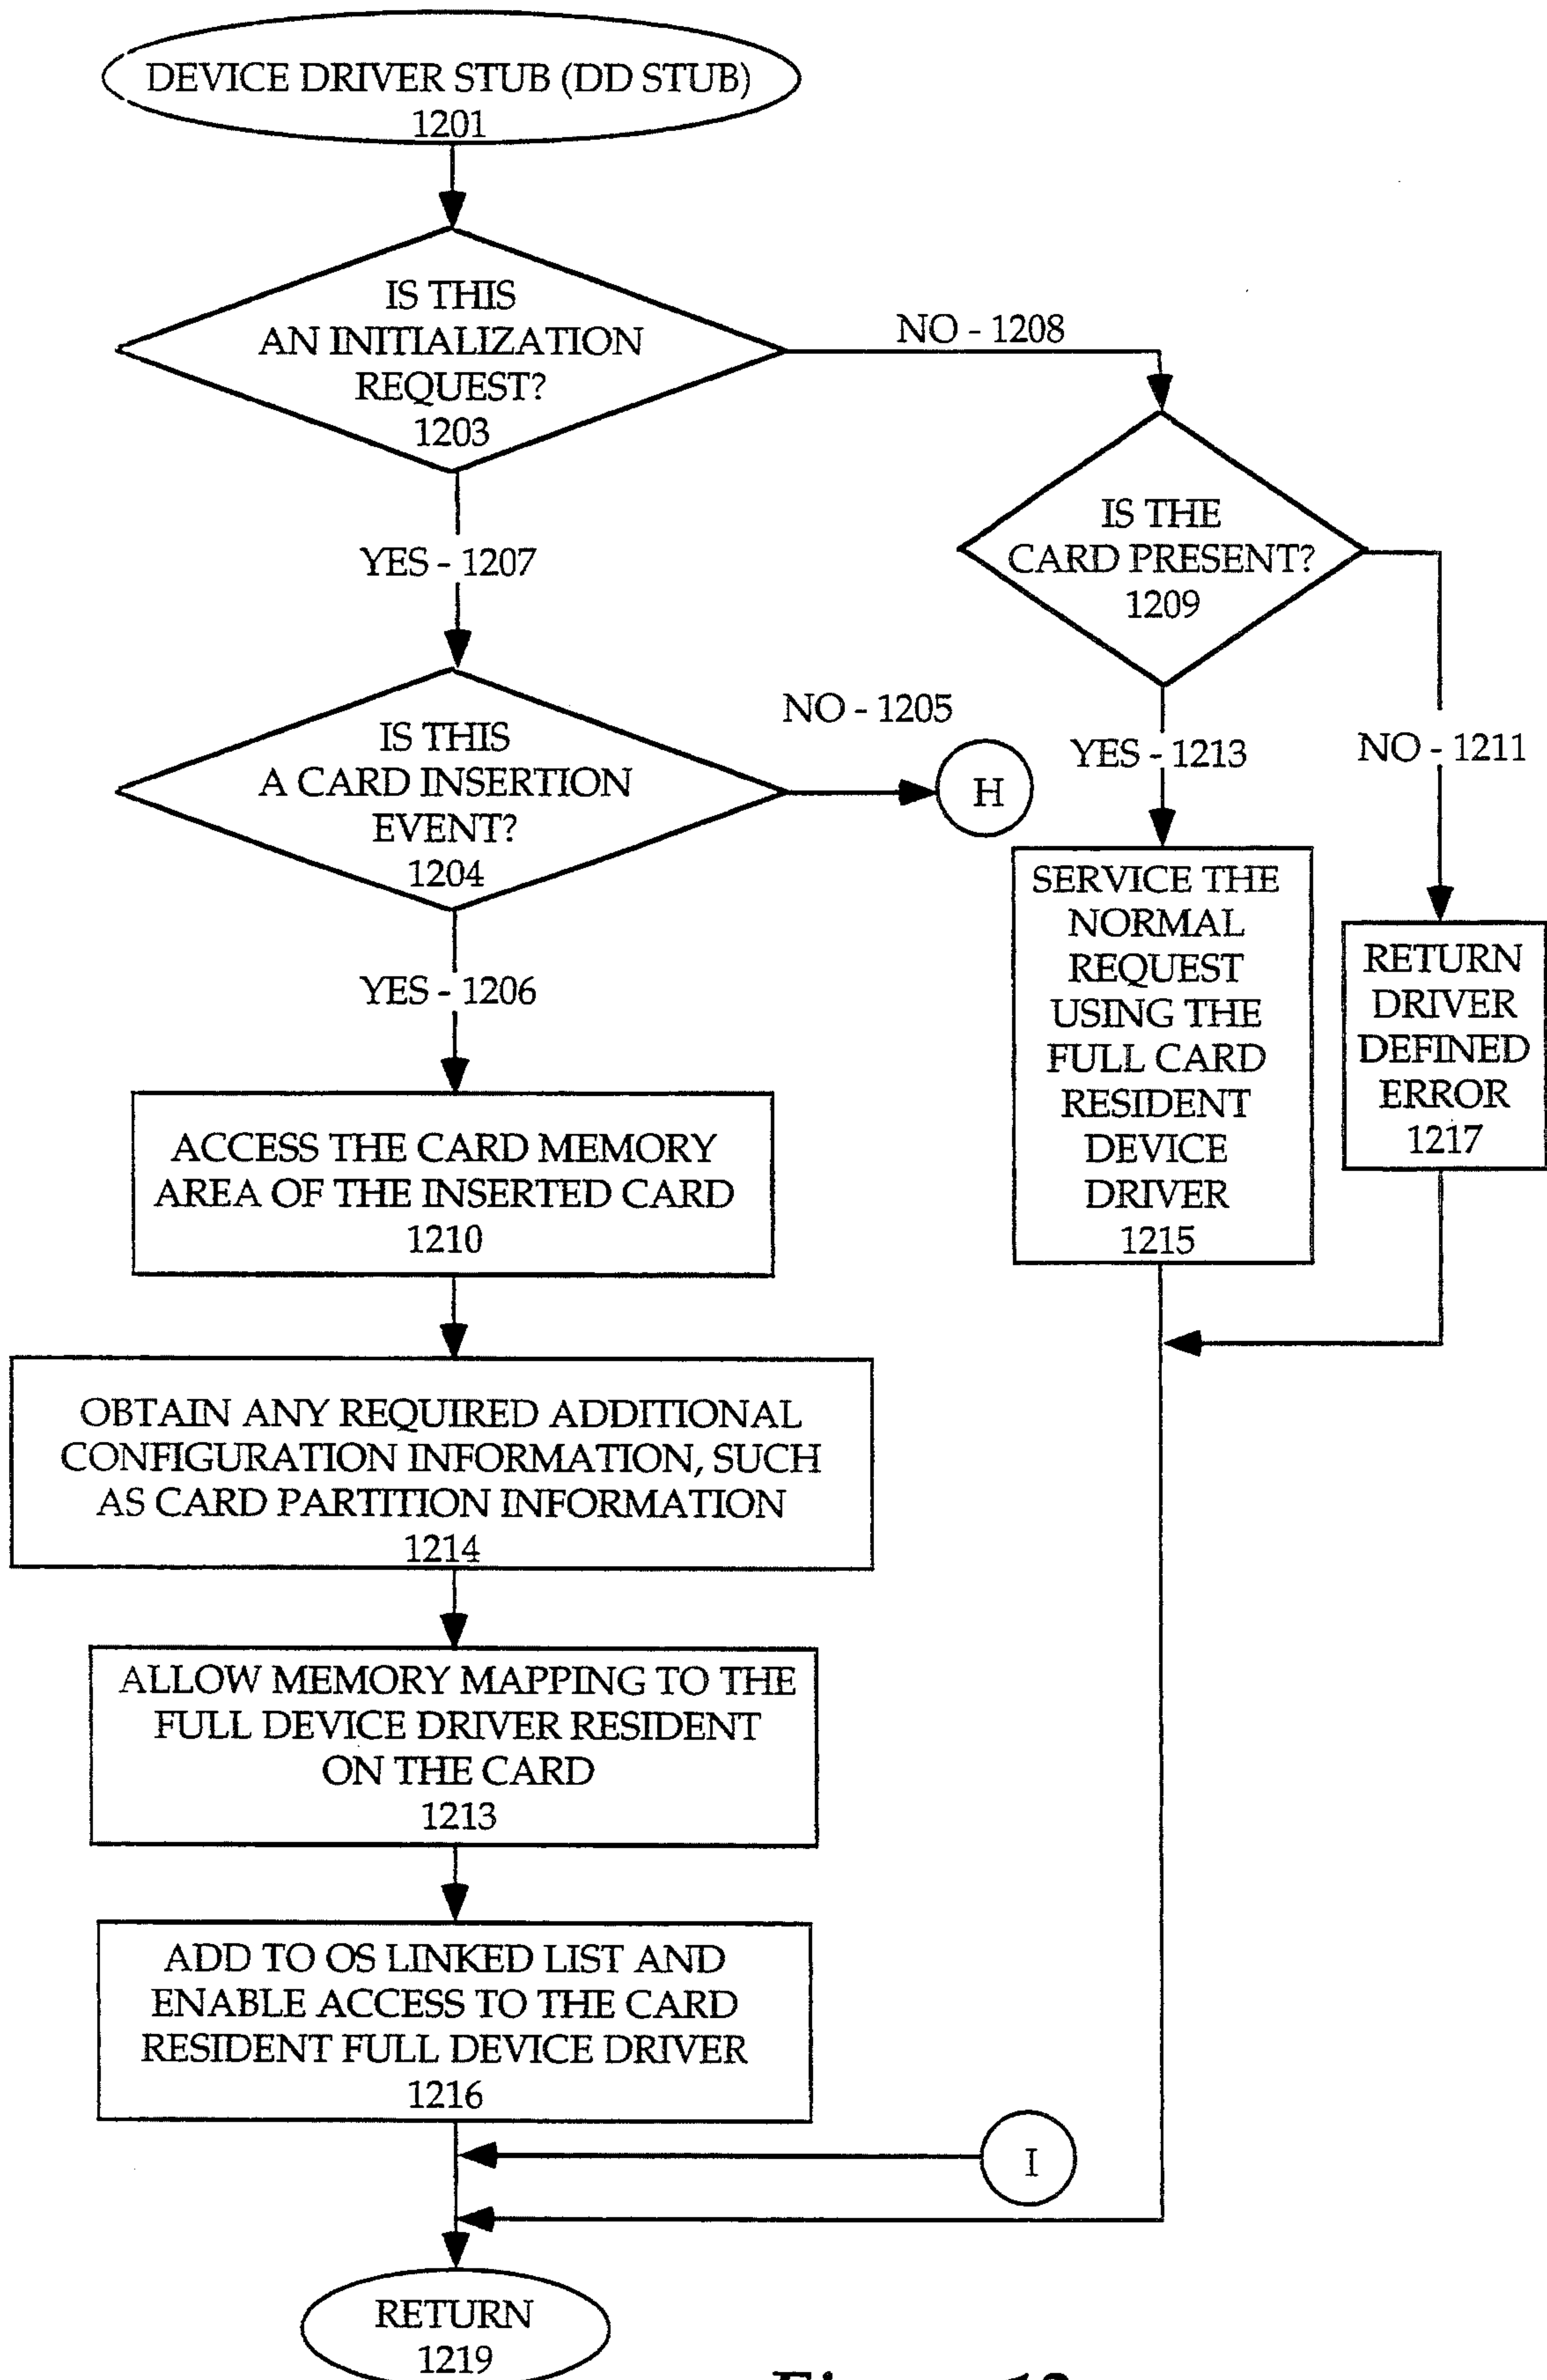 DEVICE DRIVER STUB (DD STUB)
1201
IS THIS
AN INITIALIZATION
REQUEST?
1203
NO - 1208
YES - 1207
IS THE
CARD PRESENT?
1209
IS THIS
A CARD INSERTION
EVENT?
1204
NO - 1205
H
YES - 1213
NO - 1211
YES - 1206
SERVICE THE
NORMAL
REQUEST
USING THE
FULL CARD
RESIDENT
DEVICE
DRIVER
1215
RETURN
DRIVER
DEFINED
ERROR
1217
ACCESS THE CARD MEMORY
AREA OF THE INSERTED CARD
1210
OBTAIN ANY REQUIRED ADDITIONAL
CONFIGURATION INFORMATION, SUCH
AS CARD PARTITION INFORMATION
1214
ALLOW MEMORY MAPPING TO THE
FULL DEVICE DRIVER RESIDENT
ON THE CARD
1213
ADD TO OS LINKED LIST AND
ENABLE ACCESS TO THE CARD
RESIDENT FULL DEVICE DRIVER
1216
I
RETURN
1219